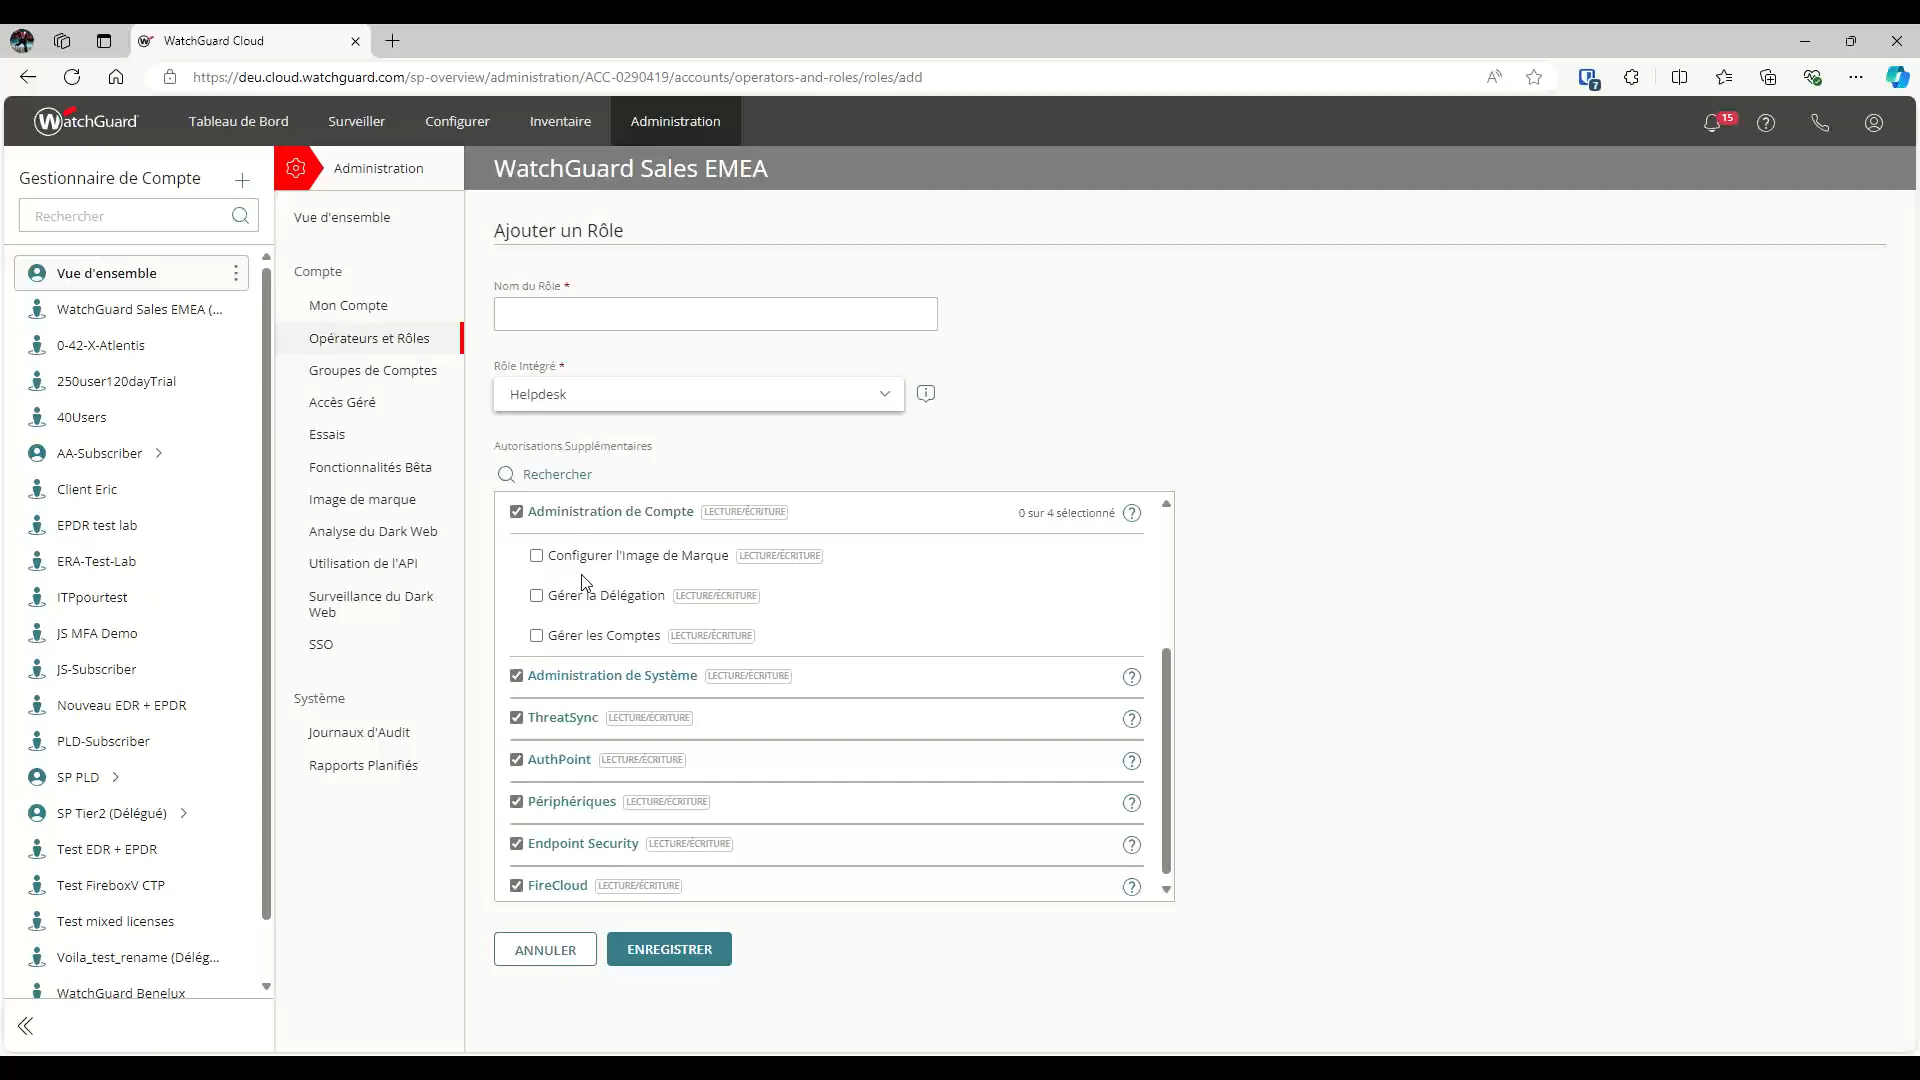 WatchGuard Cloud
https://deu.cloud.watchguard.com/sp-overview/administration/ACC-0290419/accounts/operators-and-roles/roles/add
7
WatchGuard
Tableau de Bord
Surveiller
Configurer
Inventaire
Administration
15
Gestionnaire de Compte
Rechercher
Vue d'ensemble
WatchGuard Sales EMEA (...
0-42-X-Atlentis
250user120dayTrial
40Users
AA-Subscriber
Client Eric
EPDR test lab
ERA-Test-Lab
ITPpourtest
JS MFA Demo
JS-Subscriber
Nouveau EDR + EPDR
PLD-Subscriber
SP PLD
SP Tier2 (Délégué)
Test EDR + EPDR
Test FireboxV CTP
Test mixed licenses
Voila_test_rename (Délég...
WatchGuard Benelux
Administration
Vue d'ensemble
Compte
Mon Compte
Opérateurs et Rôles
Groupes de Comptes
Accès Géré
Essais
Fonctionnalités Bêta
Image de marque
Analyse du Dark Web
Utilisation de l'API
Surveillance du Dark
Web
SSO
Système
Journaux d'Audit
Rapports Planifiés
WatchGuard Sales EMEA
Ajouter un Rôle
Nom du Rôle *
Rôle Intégré *
Helpdesk
Autorisations Supplémentaires
Rechercher
Administration de Compte LECTURE/ÉCRITURE 0 sur 4 sélectionné
Configurer l'Image de Marque LECTURE/ÉCRITURE
Gérer la Délégation LECTURE/ÉCRITURE
Gérer les Comptes LECTURE/ÉCRITURE
Administration de Système LECTURE/ÉCRITURE
ThreatSync LECTURE/ÉCRITURE
AuthPoint LECTURE/ÉCRITURE
Périphériques LECTURE/ÉCRITURE
Endpoint Security LECTURE/ÉCRITURE
FireCloud LECTURE/ÉCRITURE
ANNULER
ENREGISTRER